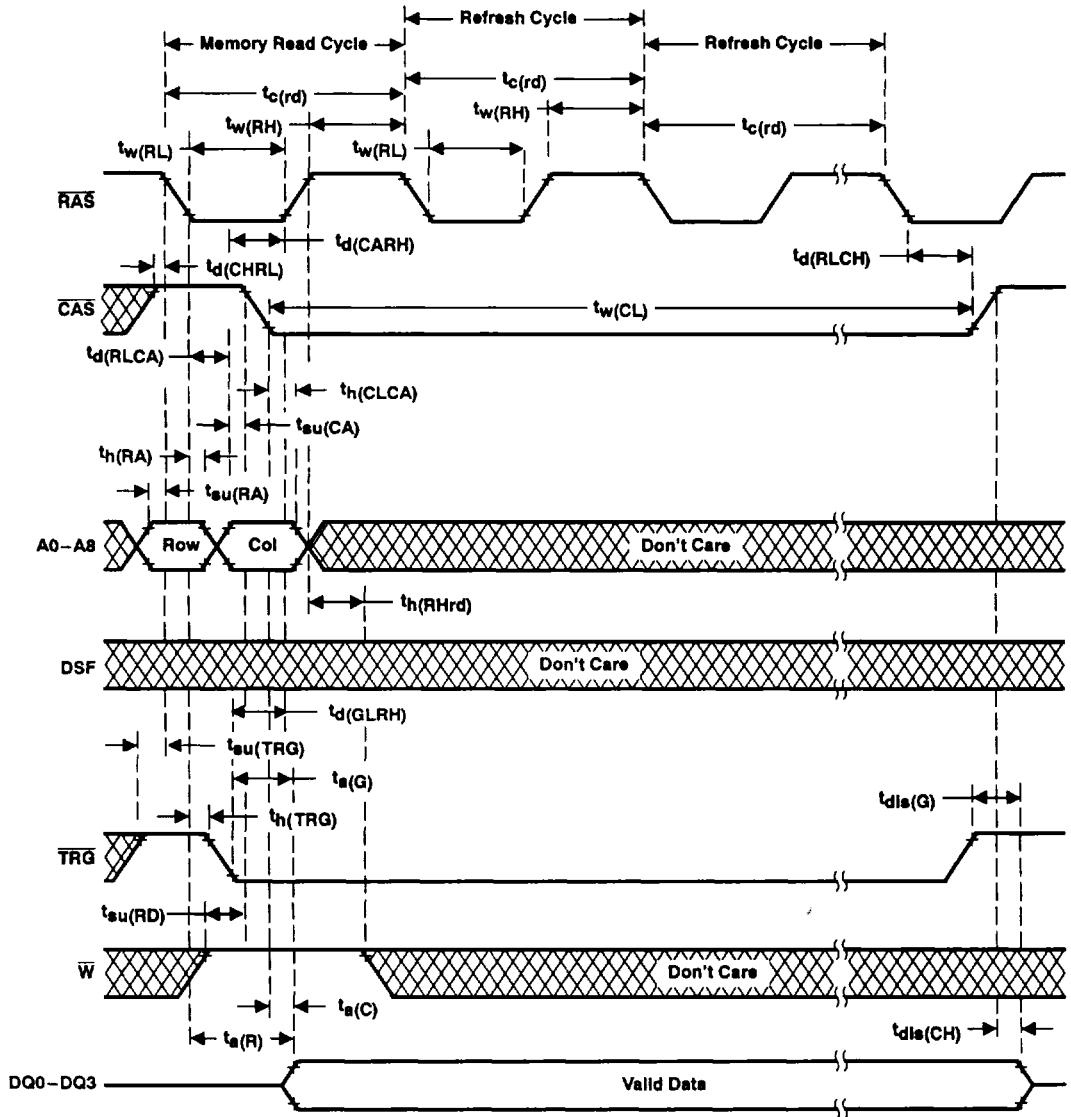 Refresh Cycle
Memory Read Cycle
Refresh Cycle
tc(rd)
tc(rd)
tw(RH)
tw(RH)
tc(rd)
tw(RL)
tw(RL)
RAS
td(CARH)
td(RLCH)
td(CHRL)
CAS
tw(CL)
td(RLCA)
th(CLCA)
tsu(CA)
th(RA)
tsu(RA)
A0–A8
Row
Col
Don't Care
th(RHrd)
DSF
Don't Care
td(GLRH)
tsu(TRG)
ta(G)
tdis(G)
th(TRG)
TRG
tsu(RD)
W
Don't Care
ta(C)
ta(R)
tdis(CH)
DQ0–DQ3
Valid Data